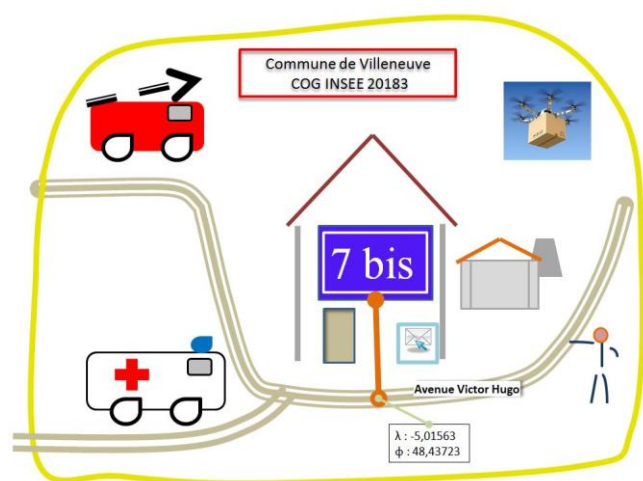 Commune de Villeneuve
COG INSEE 20183
7 bis
Avenue Victor Hugo
λ : -5,01563
ϕ : 48,43723